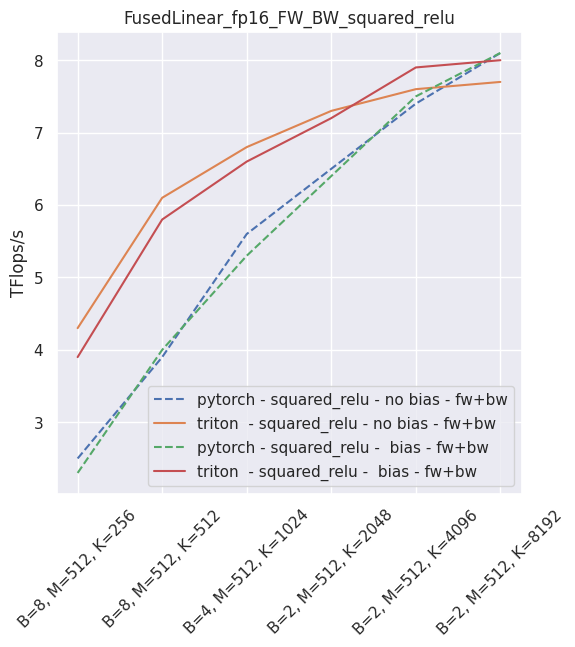 FusedLinear_fp16_FW_BW_squared_relu
TFlops/s
8
7
6
5
4
3
pytorch - squared_relu - no bias - fw+bw
triton  - squared_relu - no bias - fw+bw
pytorch - squared_relu -  bias - fw+bw
triton  - squared_relu -  bias - fw+bw
B=8, M=512, K=256
B=8, M=512, K=512
B=4, M=512, K=1024
B=2, M=512, K=2048
B=2, M=512, K=4096
B=2, M=512, K=8192